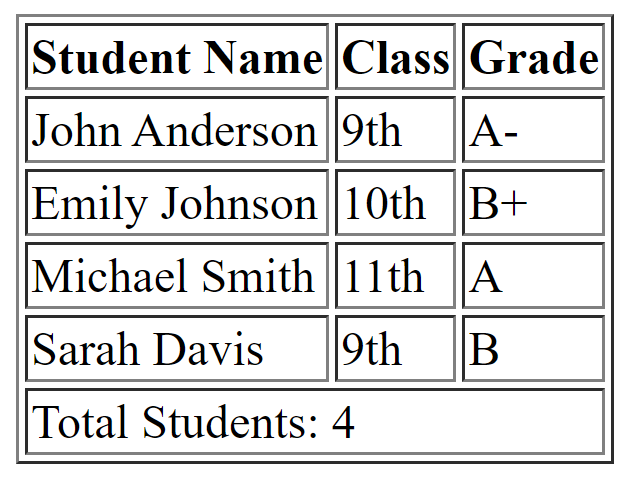 Student Name Class Grade
John Anderson 9th A-
Emily Johnson 10th B+
Michael Smith 11th A
Sarah Davis 9th B
Total Students: 4